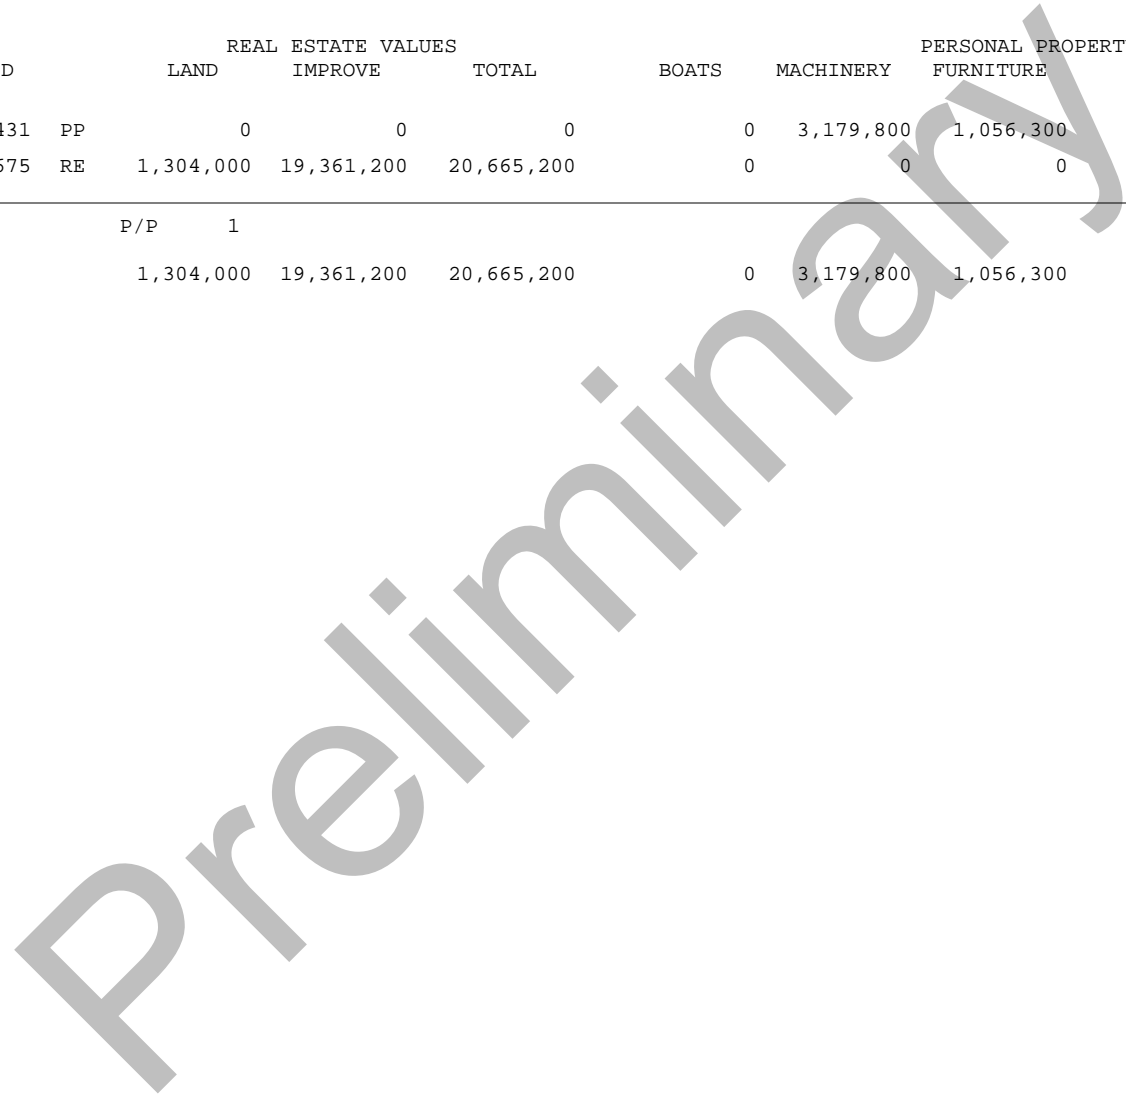 REAL ESTATE VALUES PERSONAL PROPERT
D LAND IMPROVE TOTAL BOATS MACHINERY FURNITURE
431 PP 0 0 0 0 3,179,800 1,056,300
575 RE 1,304,000 19,361,200 20,665,200 0 0 0
P/P 1
1,304,000 19,361,200 20,665,200 0 3,179,800 1,056,300
Preliminary